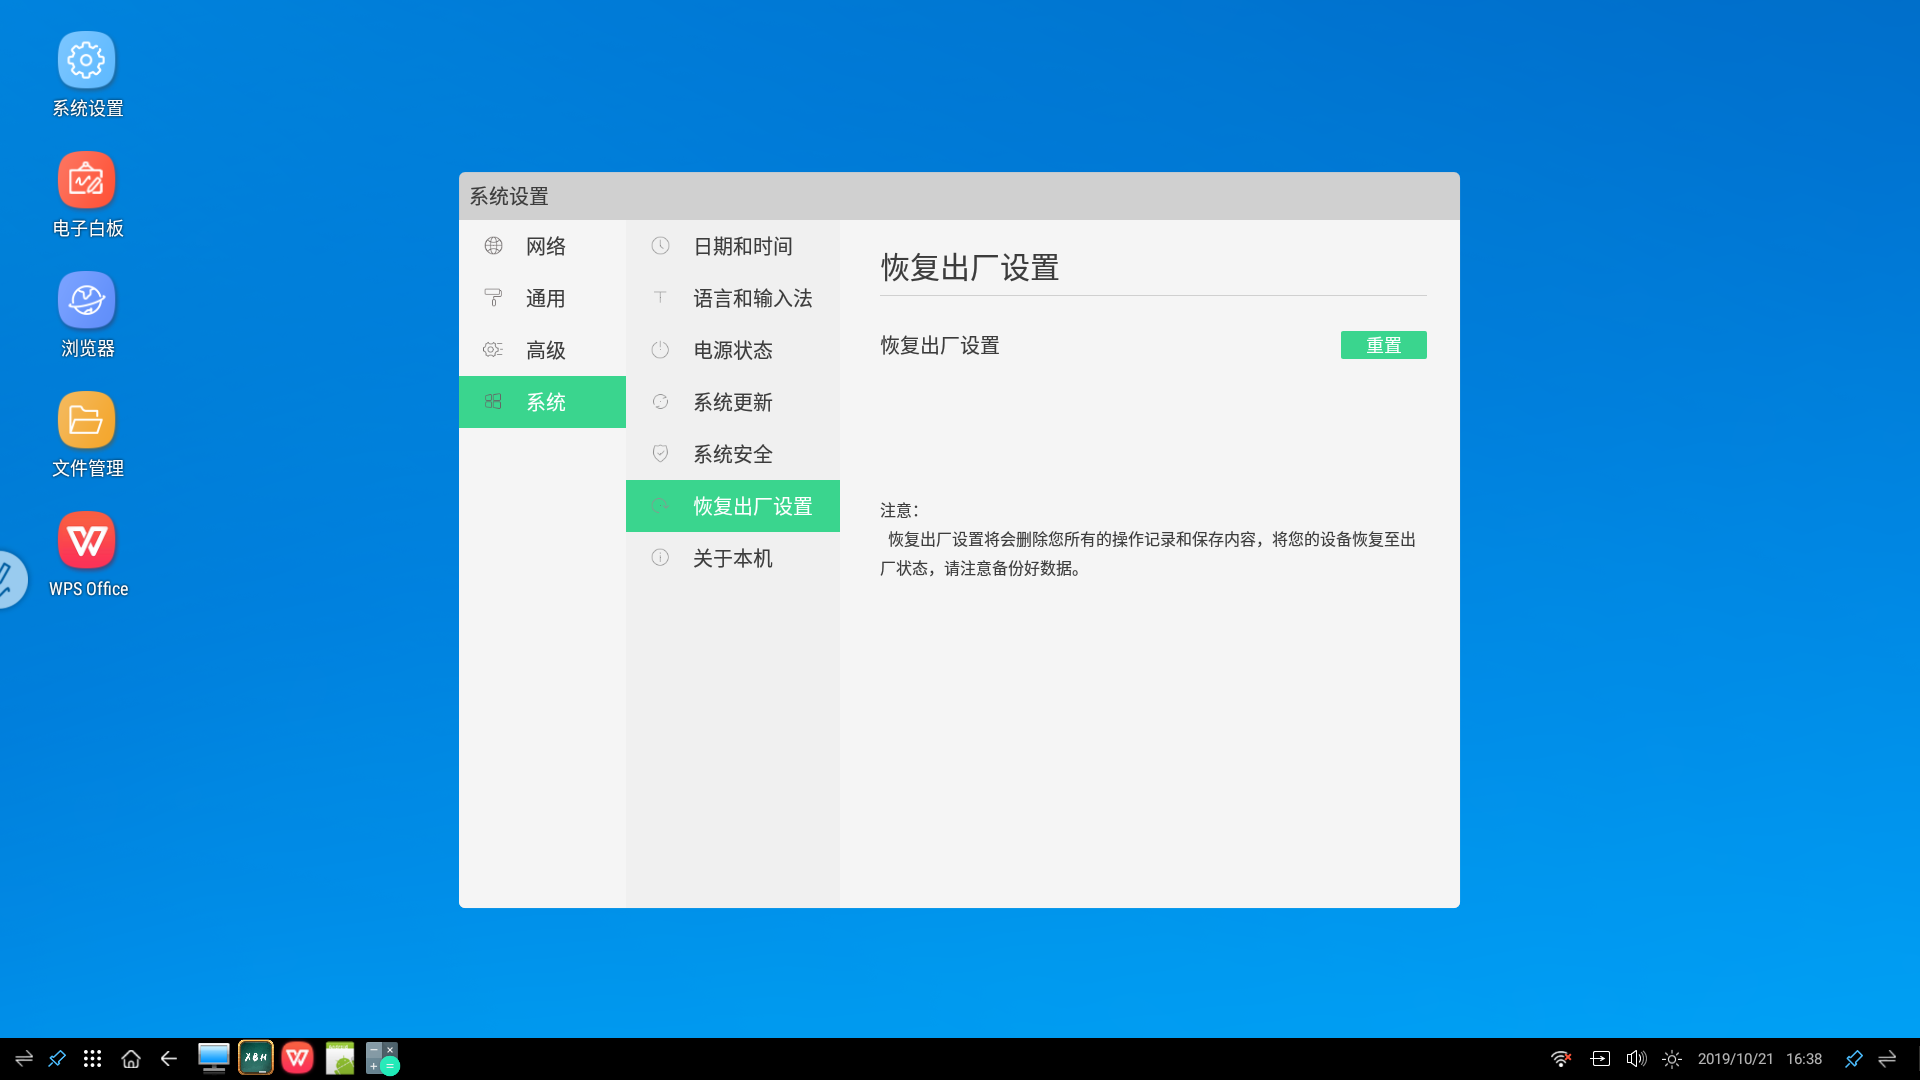 系统设置
电子白板
浏览器
文件管理
WPS Office
系统设置
网络
通用
高级
系统
日期和时间
语言和输入法
电源状态
系统更新
系统安全
恢复出厂设置
关于本机
恢复出厂设置
恢复出厂设置 重置
注意：
恢复出厂设置将会删除您所有的操作记录和保存内容，将您的设备恢复至出
厂状态，请注意备份好数据。
XBH
2019/10/21 16:38